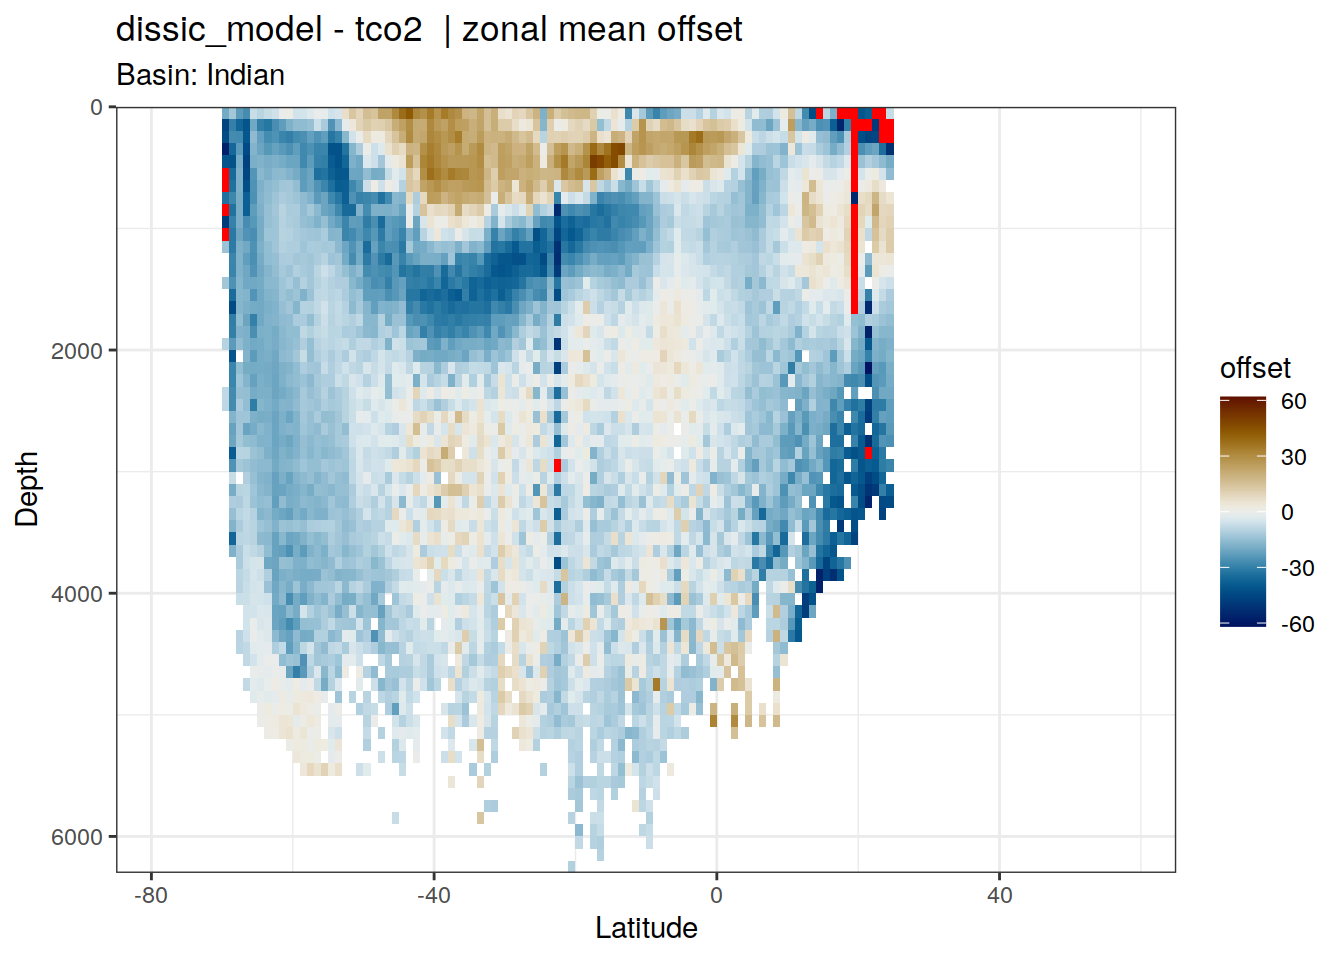 dissic_model - tco2  | zonal mean offset
Basin: Indian
0
2000
4000
6000
Depth
-80
-40
0
40
Latitude
offset
60
30
0
-30
-60